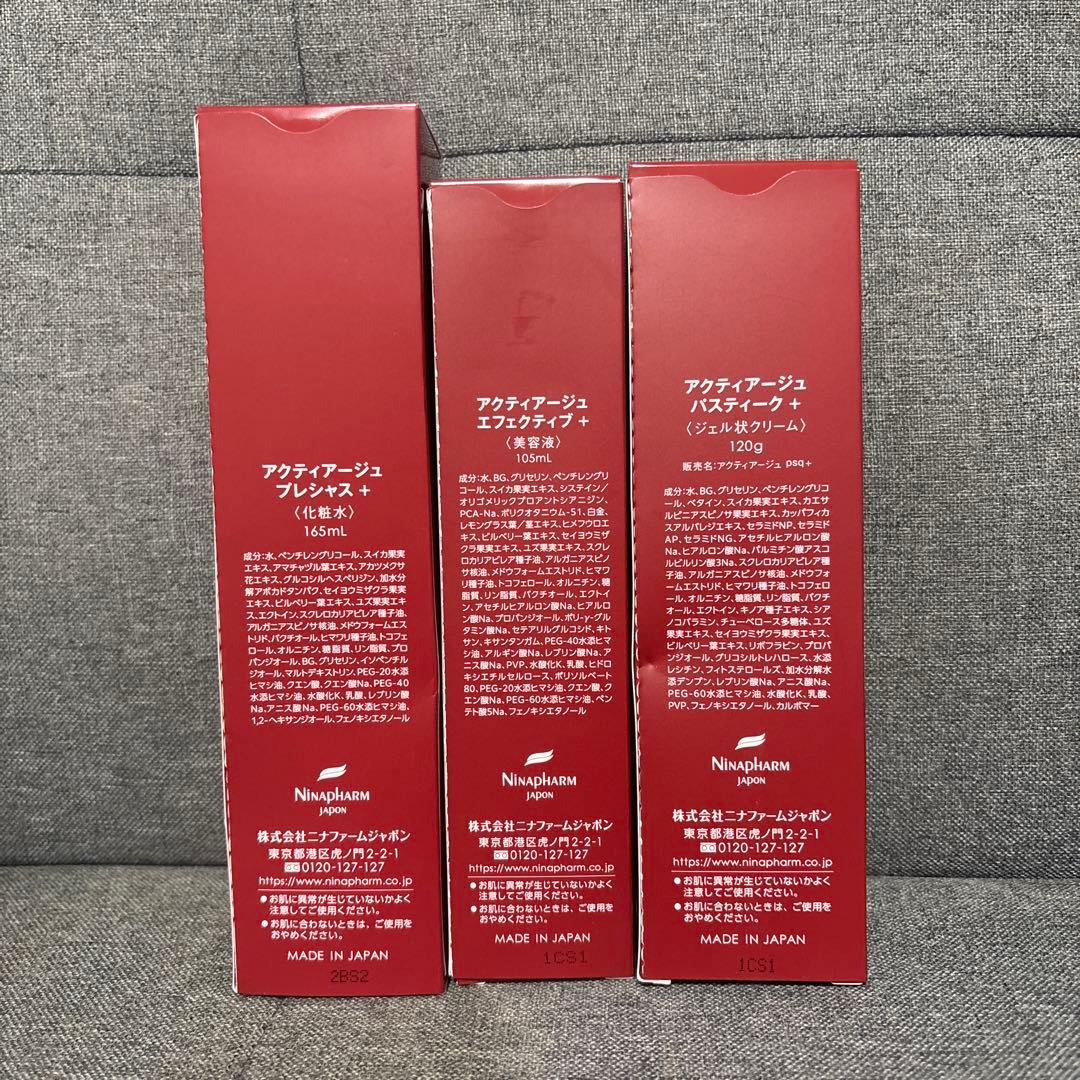 アクティアージュ
プレシャス +
〈化粧水〉
165mL
成分:水、ペンチレングリコール、スイカ果実
エキス、アマチャヅル葉エキス、アカツメクサ
花エキス、グルコシルヘスペリジン、加水分
解アボカドタンパク、セイヨウミザクラ果実
エキス、ビルベリー葉エキス、ユズ果実エキ
ス、エクトイン、スクレロカリアビレア種子油、
アルガニアスピノサ核油、メドウフォームエス
トリド、バクチオール、ヒマワリ種子油、トコフェ
ロール、オルニチン、糖脂質、リン脂質、プロ
パンジオール、BG、グリセリン、イソペンチル
ジオール、マルトデキストリン、PEG-20水添
ヒマシ油、クエン酸、クエン酸Na、PEG-40
水添ヒマシ油、水酸化K、乳酸、レブリン酸
Na、アニス酸Na、PEG-60水添ヒマシ油、
1,2-ヘキサンジオール、フェノキシエタノール
NINAPHARM
JAPON
株式会社ニナファームジャポン
東京都港区虎ノ門2-2-1
0120-127-127
https://www.ninapharm.co.jp
●お肌に異常が生じていないかよく
注意してご使用ください。
●お肌に合わないときは、ご使用を
おやめください。
MADE IN JAPAN
2BS2
アクティアージュ
エフェクティブ +
〈美容液〉
105mL
成分:水、BG、グリセリン、ペンチレングリ
コール、スイカ果実エキス、システイン/
オリゴメリックプロアントシアニジン、
PCA-Na、ポリクオタニウム-51、白金、
レモングラス葉/茎エキス、ヒメフウロエ
キス、ビルベリー葉エキス、セイヨウミザ
クラ果実エキス、ユズ果実エキス、スクレ
ロカリアビレア種子油、アルガニアスピノ
サ核油、メドウフォームエストリド、ヒマワ
リ種子油、トコフェロール、オルニチン、糖
脂質、リン脂質、バクチオール、エクトイ
ン、アセチルヒアルロン酸Na、ヒアルロ
ン酸Na、プロパンジオール、ポリ-γ-グル
タミン酸Na、セテアリルグルコシド、キト
サン、キサンタンガム、PEG-40水添ヒマ
シ油、アルギン酸Na、レブリン酸Na、ア
ニス酸Na、PVP、水酸化K、乳酸、ヒドロ
キシエチルセルロース、ポリソルベート
80、PEG-20水添ヒマシ油、クエン酸、ク
エン酸Na、PEG-60水添ヒマシ油、ペン
テト酸5Na、フェノキシエタノール
NINAPHARM
JAPON
株式会社ニナファームジャポン
東京都港区虎ノ門2-2-1
0120-127-127
https://www.ninapharm.co.jp
●お肌に異常が生じていないかよく
注意してご使用ください。
●お肌に合わないときは、ご使用を
おやめください。
MADE IN JAPAN
1CS1
アクティアージュ
パスティーク +
〈ジェル状クリーム〉
120g
販売名:アクティアージュ psq+
成分:水、BG、グリセリン、ペンチレングリコ
ール、ベタイン、スイカ果実エキス、カエサ
ルピニアスピノサ果実エキス、カッパフィカ
スアルバレジエキス、セラミドNP、セラミド
AP、セラミドNG、アセチルヒアルロン酸
Na、ヒアルロン酸Na、パルミチン酸アスコ
ルビルリン酸3Na、スクレロカリアビレア種
子油、アルガニアスピノサ核油、メドウフォ
ームエストリド、ヒマワリ種子油、トコフェロ
ール、オルニチン、糖脂質、リン脂質、バクチ
オール、エクトイン、キノア種子エキス、シア
ノコバラミン、チューベロース多糖体、ユズ
果実エキス、セイヨウミザクラ果実エキス、
ビルベリー葉エキス、リボフラビン、プロパ
ンジオール、グリコシルトレハロース、水添
レシチン、フィトステロールズ、加水分解水
添デンプン、レブリン酸Na、アニス酸Na、
PEG-60水添ヒマシ油、水酸化K、乳酸、
PVP、フェノキシエタノール、カルボマー
NINAPHARM
JAPON
株式会社ニナファームジャポン
東京都港区虎ノ門2-2-1
0120-127-127
https://www.ninapharm.co.jp
●お肌に異常が生じていないかよく
注意してご使用ください。
●お肌に合わないときは、ご使用を
おやめください。
MADE IN JAPAN
1CS1